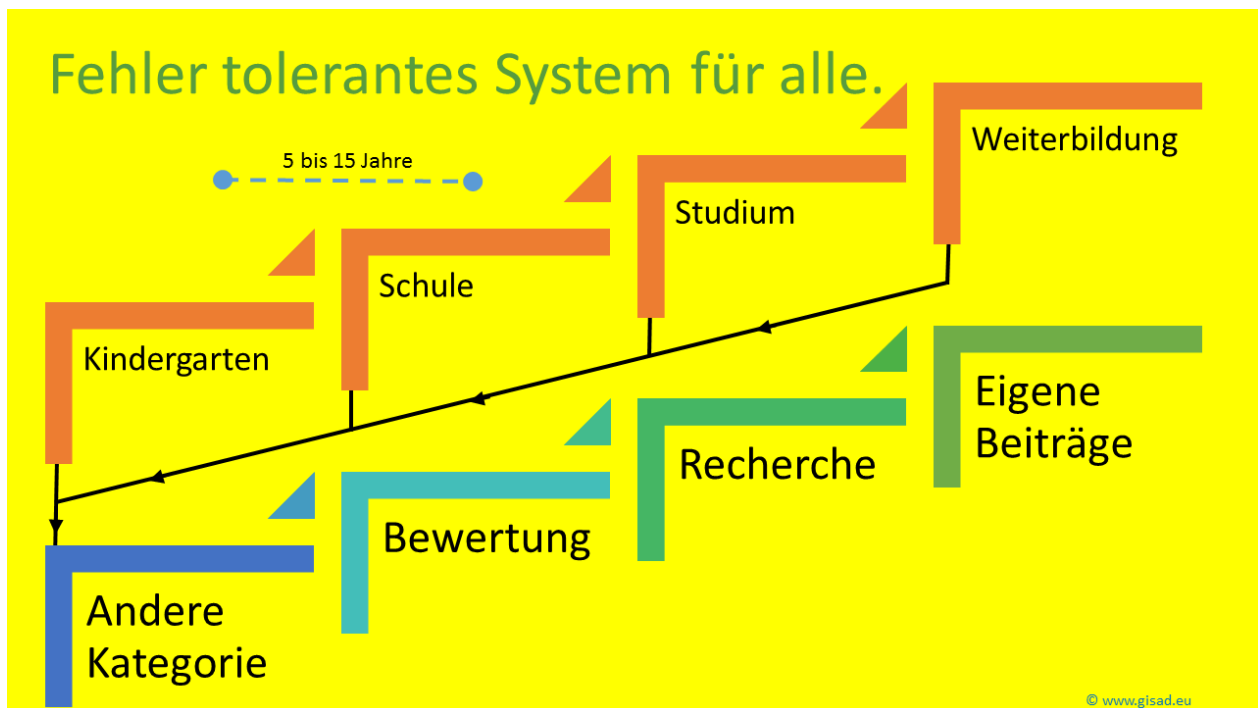 Fehler tolerantes System für alle.
5 bis 15 Jahre
Weiterbildung
Studium
Schule
Kindergarten
Eigene
Beiträge
Recherche
Bewertung
Andere
Kategorie
© www.gisad.eu